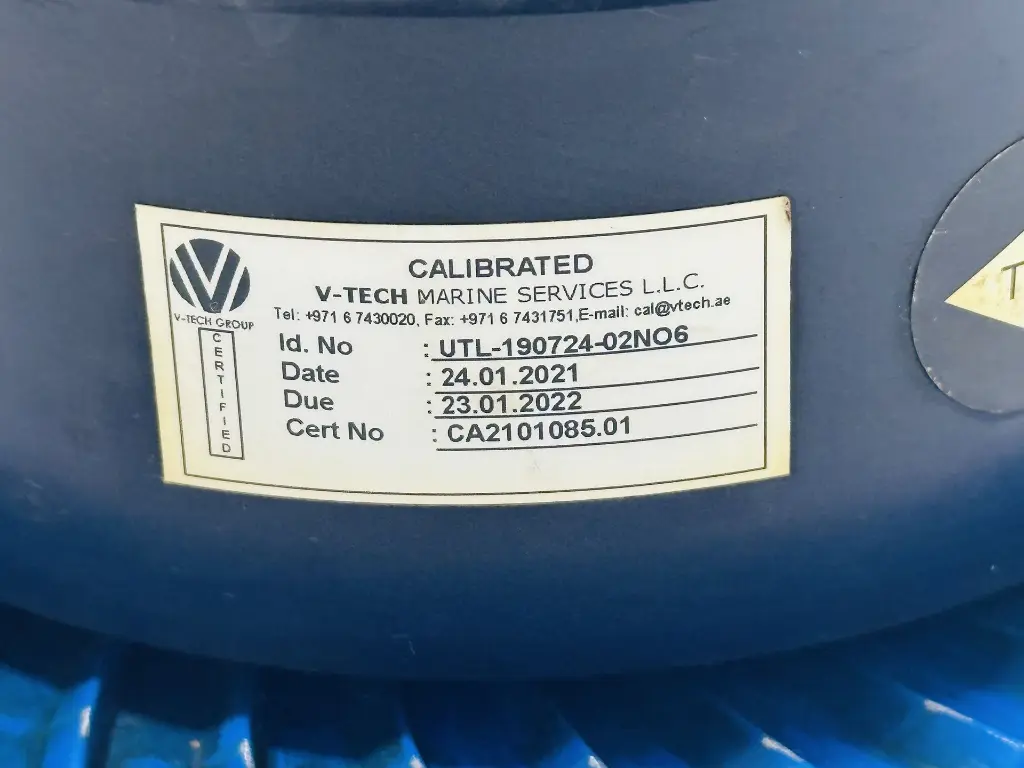 CALIBRATED
V-TECH MARINE SERVICES L.L.C.
Tel: +971 6 7430020, Fax: +971 6 7431751,E-mail: cal@vtech.ae
V-TECH GROUP
CERTIFIED
Id. No : UTL-190724-02NO6
Date : 24.01.2021
Due : 23.01.2022
Cert No : CA2101085.01